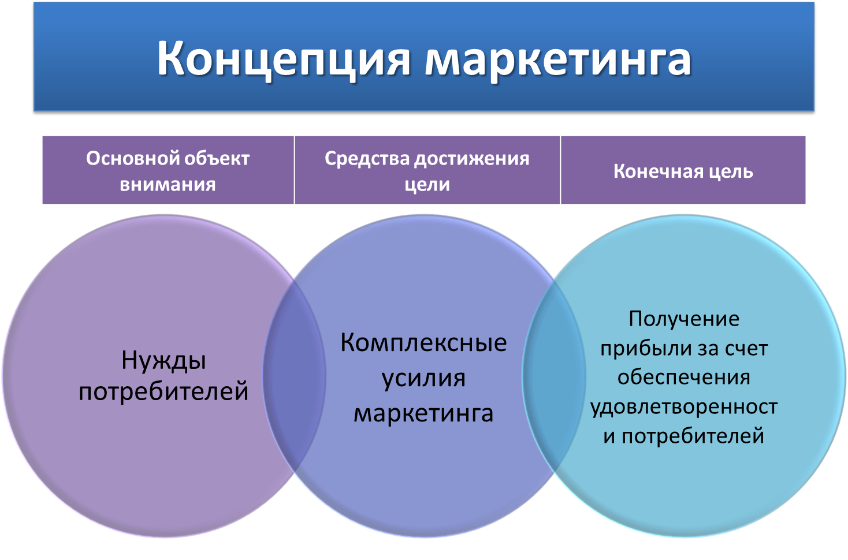 Концепция маркетинга
Основной объект
внимания
Средства достижения
цели
Конечная цель
Нужды
потребителей
Комплексные
усилия
маркетинга
Получение
прибыли за счет
обеспечения
удовлетворенност
и потребителей